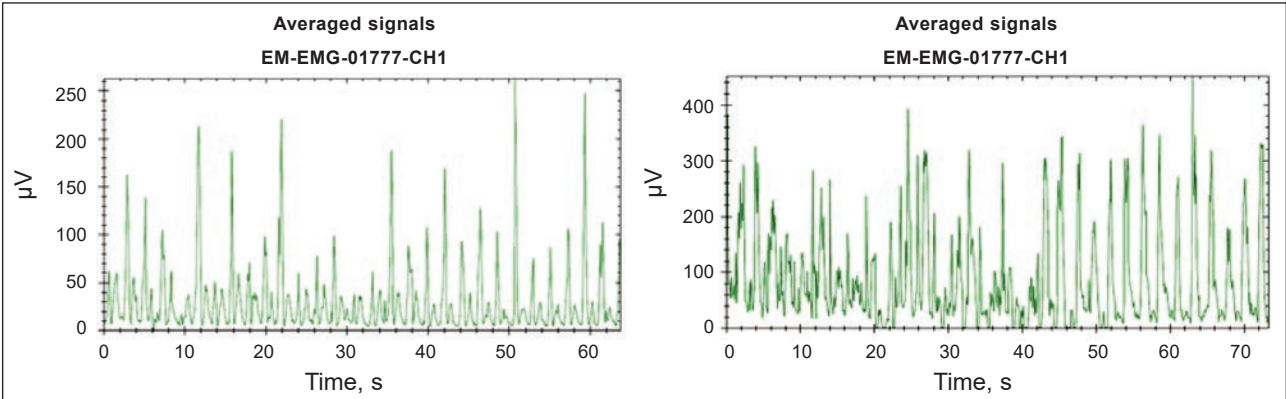 Averaged signals
EM-EMG-01777-CH1
250
200
150
100
50
0
µV
0 10 20 30 40 50 60
Time, s
Averaged signals
EM-EMG-01777-CH1
400
300
200
100
0
µV
0 10 20 30 40 50 60 70
Time, s